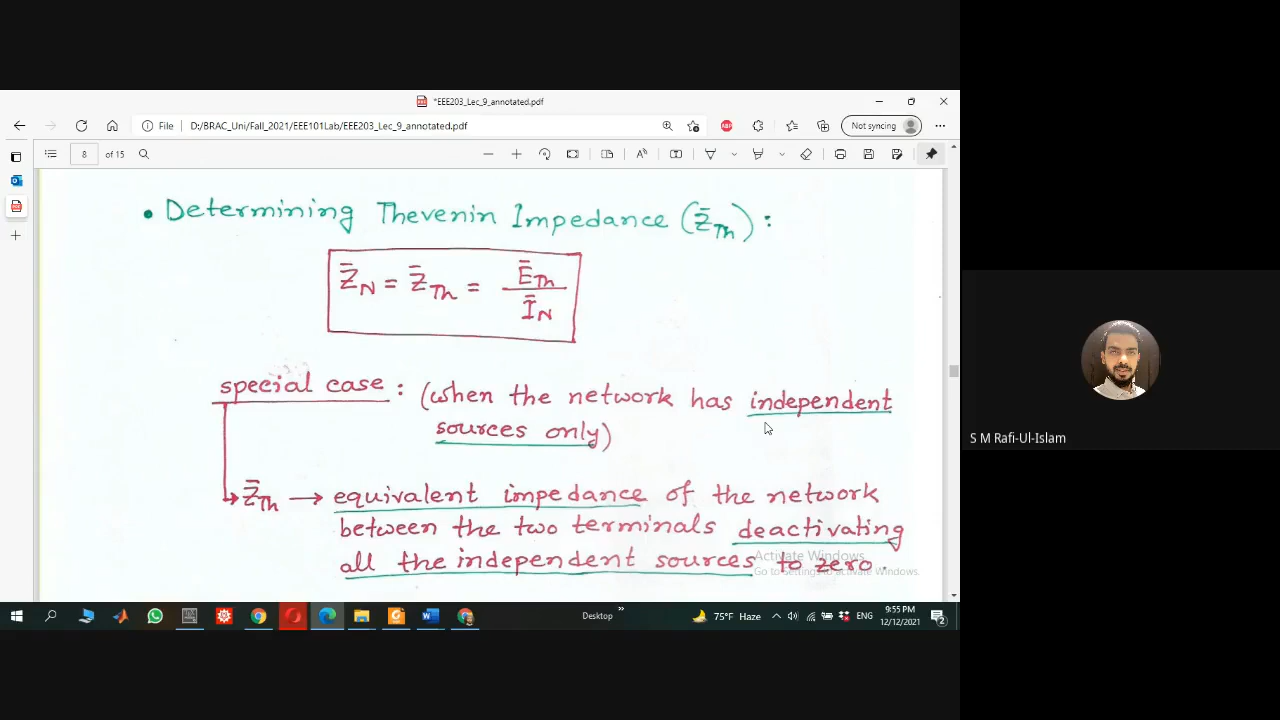 *EEE203_Lec_9_annotated.pdf
File D:/BRAC_Uni/Fall_2021/EEE101Lab/EEE203_Lec_9_annotated.pdf Not syncing
8 of 15
• Determining Thevenin Impedance (Z̄Th) :
Z̄N = Z̄Th = ĒTh / ĪN
special case : (when the network has independent
sources only)
Z̄Th → equivalent impedance of the network
between the two terminals deactivating
all the independent sources to zero.
Activate Windows
Go to Settings to activate Windows.
S M Rafi-Ul-Islam
Desktop » 75°F Haze ENG 9:55 PM
12/12/2021 2